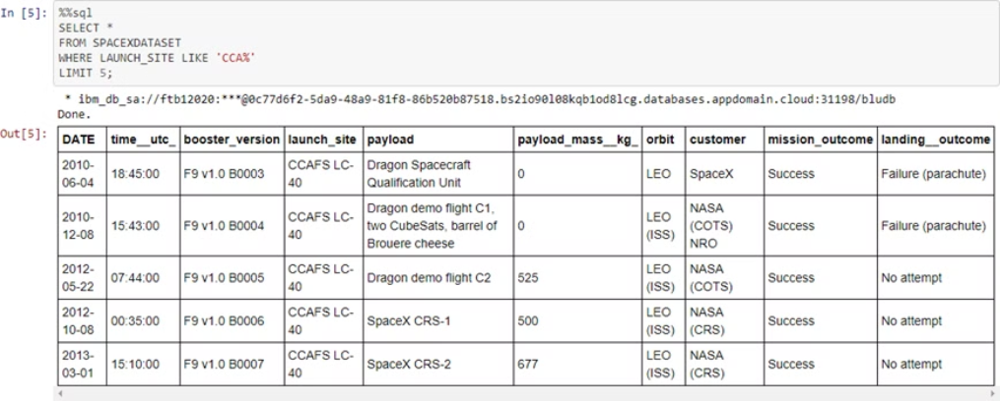 In [5]: %%sql
SELECT *
FROM SPACEXDATASET
WHERE LAUNCH_SITE LIKE 'CCA%'
LIMIT 5;
* ibm_db_sa://ftb12020:***@0c77d6f2-5da9-48a9-81f8-86b520b87518.bs2io90l08kqb1od8lcg.databases.appdomain.cloud:31198/bludb
Done.
Out[5]:
DATE time__utc_ booster_version launch_site payload payload_mass__kg_ orbit customer mission_outcome landing__outcome
2010-06-04 18:45:00 F9 v1.0 B0003 CCAFS LC-40 Dragon Spacecraft Qualification Unit 0 LEO SpaceX Success Failure (parachute)
2010-12-08 15:43:00 F9 v1.0 B0004 CCAFS LC-40 Dragon demo flight C1, two CubeSats, barrel of Brouere cheese 0 LEO (ISS) NASA (COTS) NRO Success Failure (parachute)
2012-05-22 07:44:00 F9 v1.0 B0005 CCAFS LC-40 Dragon demo flight C2 525 LEO (ISS) NASA (COTS) Success No attempt
2012-10-08 00:35:00 F9 v1.0 B0006 CCAFS LC-40 SpaceX CRS-1 500 LEO (ISS) NASA (CRS) Success No attempt
2013-03-01 15:10:00 F9 v1.0 B0007 CCAFS LC-40 SpaceX CRS-2 677 LEO (ISS) NASA (CRS) Success No attempt